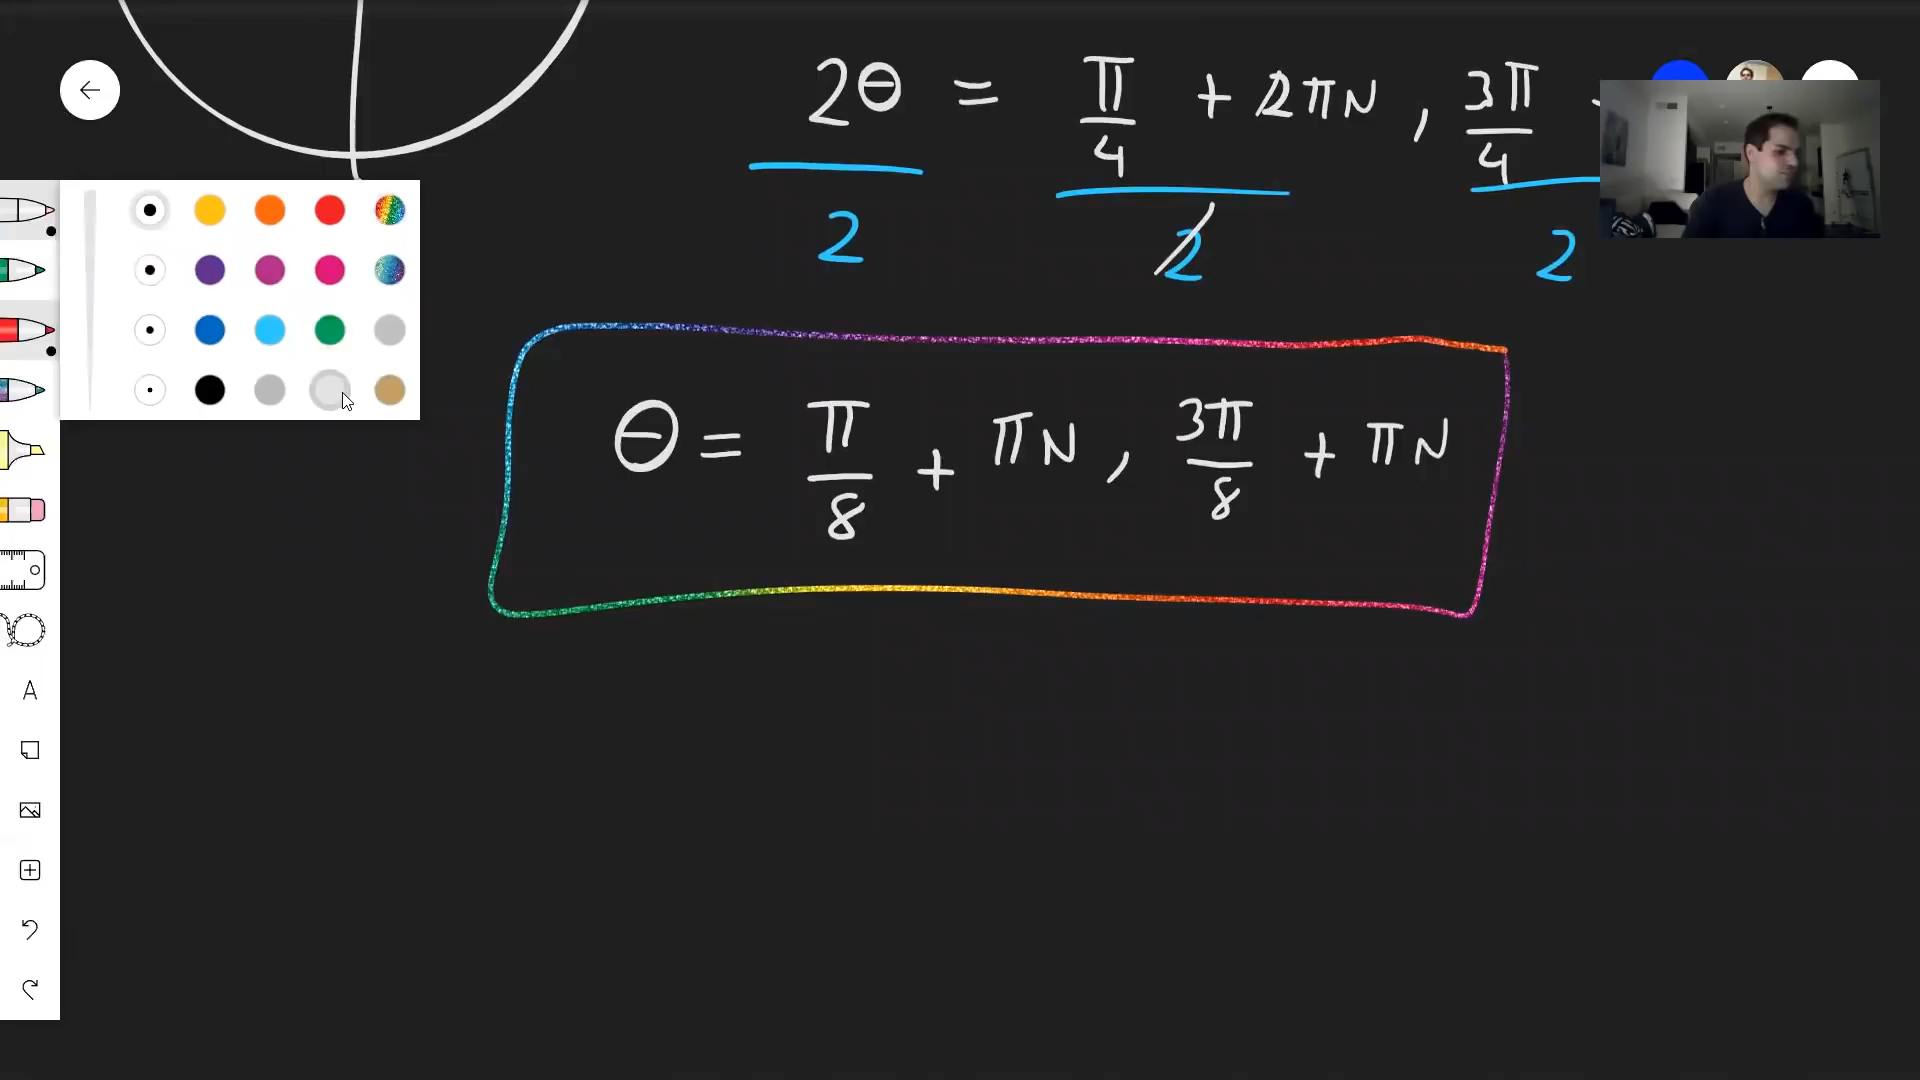 2θ = π/4 + 2πN, 3π/4
2 2 2
θ = π/8 + πN, 3π/8 + πN
A